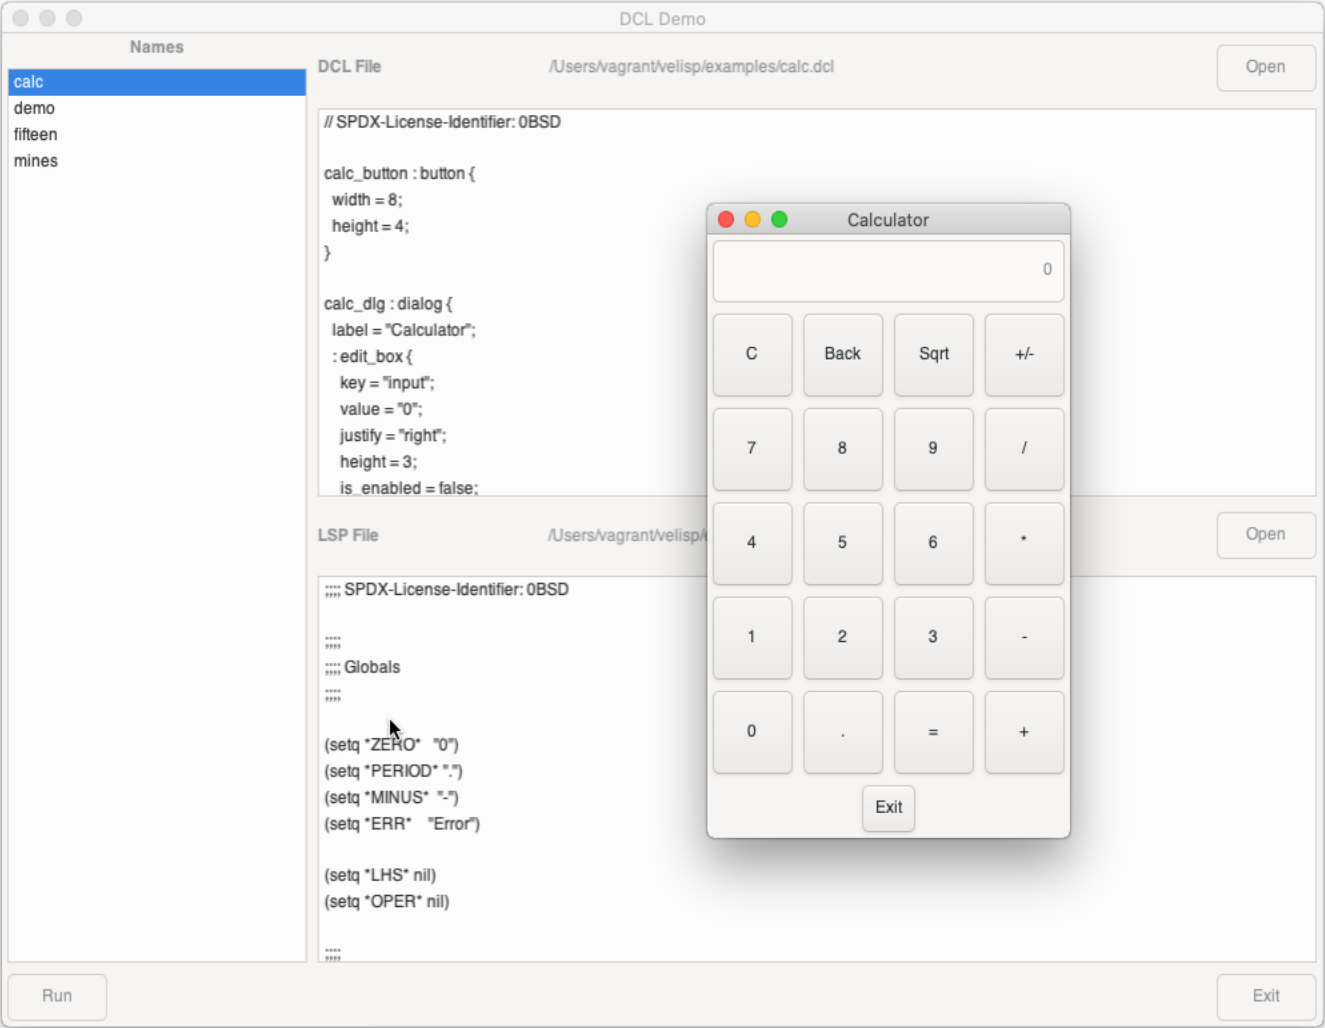 DCL Demo
Names
calc
demo
fifteen
mines
DCL File
/Users/vagrant/velisp/examples/calc.dcl
Open
// SPDX-License-Identifier: 0BSD
calc_button : button {
width = 8;
height = 4;
}
calc_dlg : dialog {
label = "Calculator";
: edit_box {
key = "input";
value = "0";
justify = "right";
height = 3;
is_enabled = false;
LSP File
/Users/vagrant/velisp/
Open
;;;; SPDX-License-Identifier: 0BSD
;;;;
;;;; Globals
;;;;
(setq *ZERO*   "0")
(setq *PERIOD* ".")
(setq *MINUS*  "-")
(setq *ERR*    "Error")
(setq *LHS* nil)
(setq *OPER* nil)
;;;;
Run
Exit
Calculator
0
C Back Sqrt +/-
7 8 9 /
4 5 6 *
1 2 3 -
0 . = +
Exit